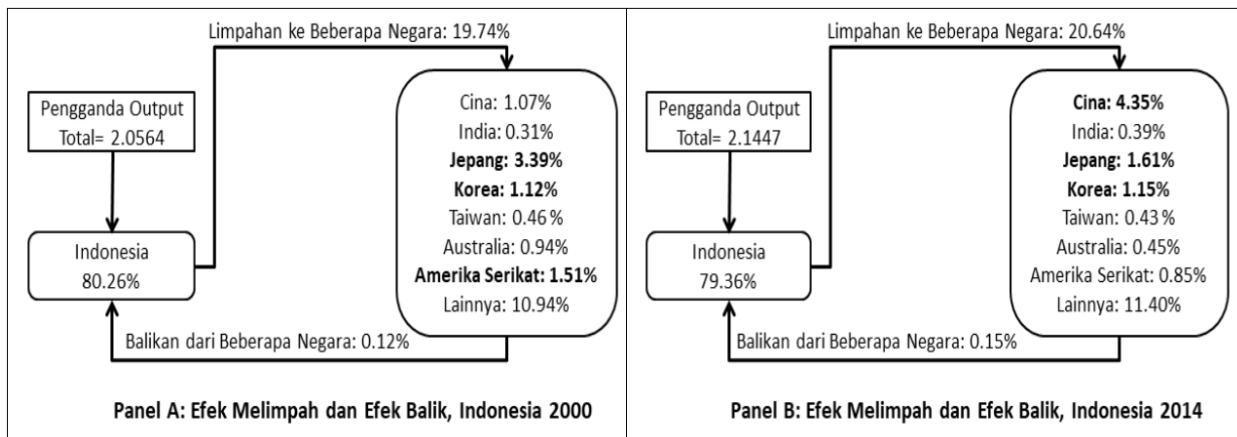 Limpahan ke Beberapa Negara: 19.74%
Pengganda Output
Total= 2.0564
Indonesia
80.26%
Cina: 1.07%
India: 0.31%
Jepang: 3.39%
Korea: 1.12%
Taiwan: 0.46 %
Australia: 0.94%
Amerika Serikat: 1.51%
Lainnya: 10.94%
Balikan dari Beberapa Negara: 0.12%
Panel A: Efek Melimpah dan Efek Balik, Indonesia 2000
Limpahan ke Beberapa Negara: 20.64%
Pengganda Output
Total= 2.1447
Indonesia
79.36%
Cina: 4.35%
India: 0.39%
Jepang: 1.61%
Korea: 1.15%
Taiwan: 0.43 %
Australia: 0.45%
Amerika Serikat: 0.85%
Lainnya: 11.40%
Balikan dari Beberapa Negara: 0.15%
Panel B: Efek Melimpah dan Efek Balik, Indonesia 2014